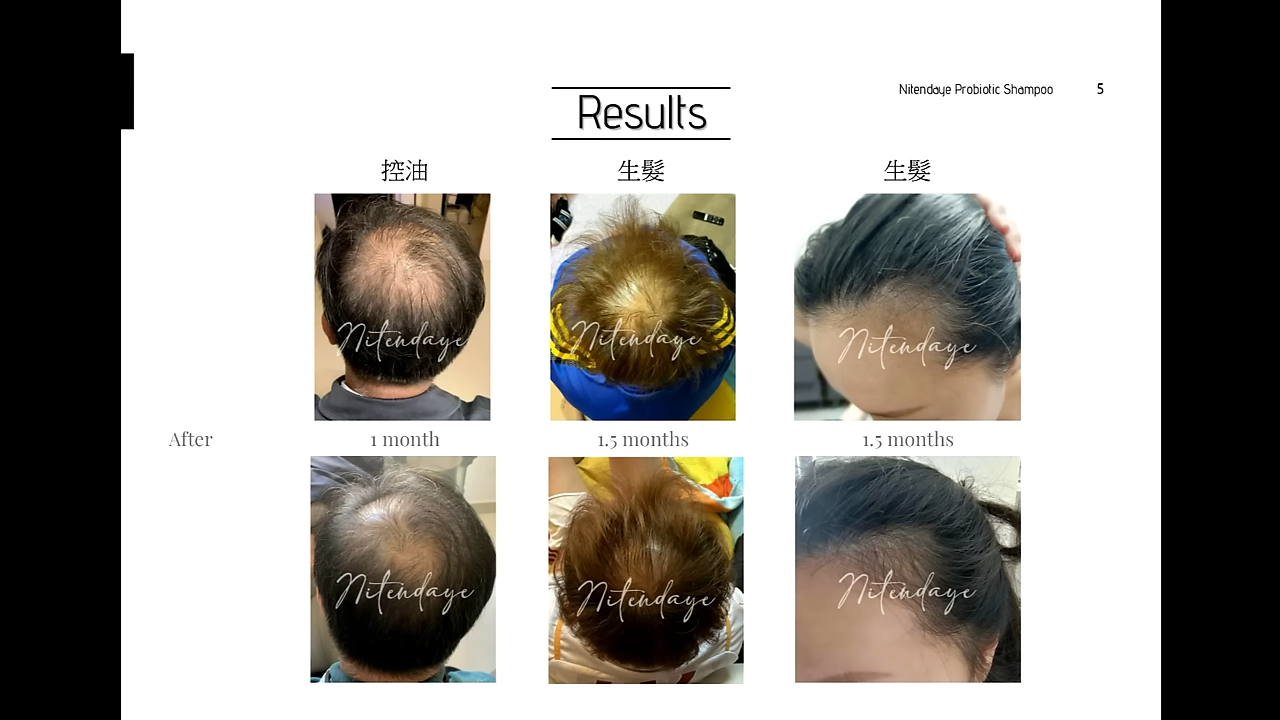 Nitendaye Probiotic Shampoo 5
Results
控油 生髮 生髮
Nitendaye Nitendaye Nitendaye
After 1 month 1.5 months 1.5 months
Nitendaye Nitendaye Nitendaye